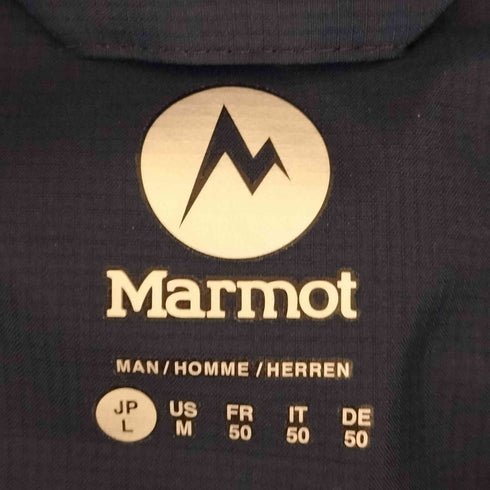 Marmot
MAN/HOMME/HERREN
JP US FR IT DE
L M 50 50 50